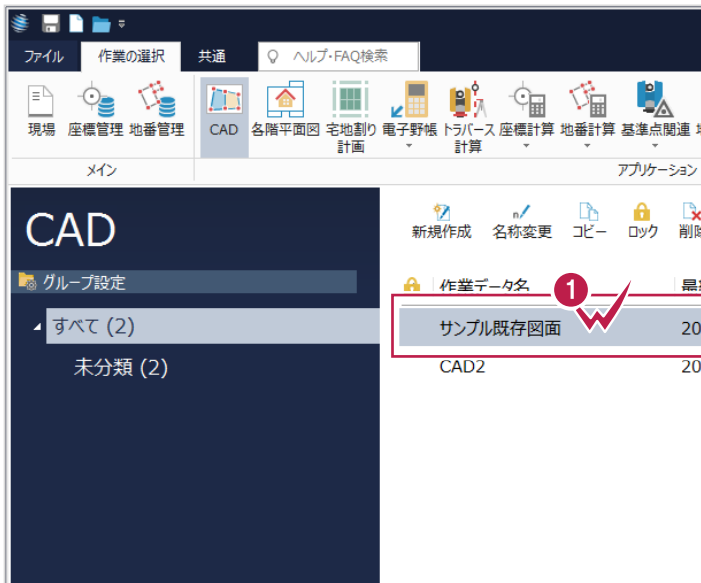 ファイル 作業の選択 共通 ヘルプ・FAQ検索
現場 座標管理 地番管理 CAD 各階平面図 宅地割り計画 電子野帳 トラバース計算 座標計算 地番計算 基準点関連
メイン アプリケーション
CAD
新規作成 名称変更 コピー ロック 削除
グループ設定
作業データ名 最終
1
すべて (2)
サンプル既存図面 20
未分類 (2)
CAD2 20